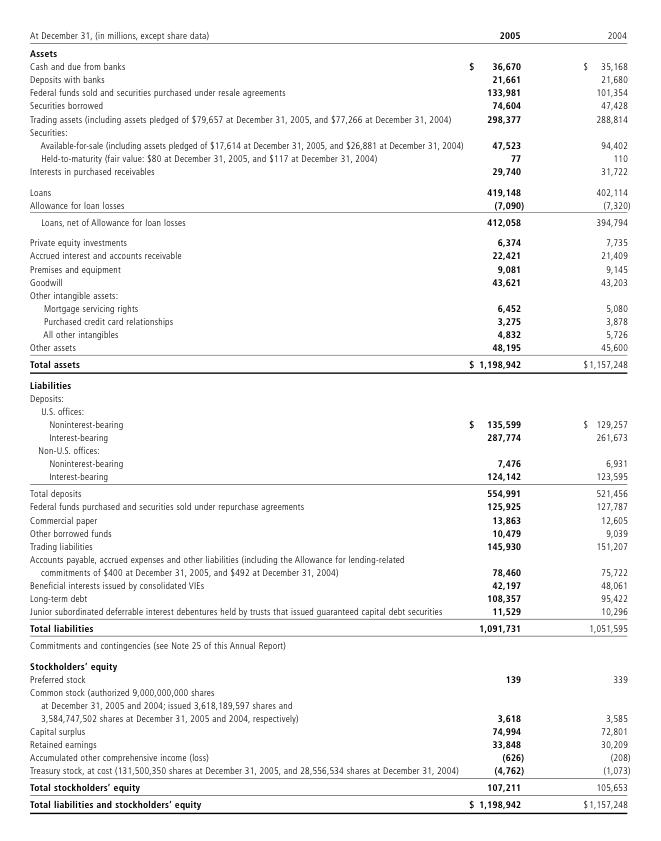 At December 31, (in millions, except share data) 2005 2004
Assets
Cash and due from banks $ 36,670 $ 35,168
Deposits with banks 21,661 21,680
Federal funds sold and securities purchased under resale agreements 133,981 101,354
Securities borrowed 74,604 47,428
Trading assets (including assets pledged of $79,657 at December 31, 2005, and $77,266 at December 31, 2004) 298,377 288,814
Securities:
Available-for-sale (including assets pledged of $17,614 at December 31, 2005, and $26,881 at December 31, 2004) 47,523 94,402
Held-to-maturity (fair value: $80 at December 31, 2005, and $117 at December 31, 2004) 77 110
Interests in purchased receivables 29,740 31,722
Loans 419,148 402,114
Allowance for loan losses (7,090) (7,320)
Loans, net of Allowance for loan losses 412,058 394,794
Private equity investments 6,374 7,735
Accrued interest and accounts receivable 22,421 21,409
Premises and equipment 9,081 9,145
Goodwill 43,621 43,203
Other intangible assets:
Mortgage servicing rights 6,452 5,080
Purchased credit card relationships 3,275 3,878
All other intangibles 4,832 5,726
Other assets 48,195 45,600
Total assets $ 1,198,942 $1,157,248
Liabilities
Deposits:
U.S. offices:
Noninterest-bearing $ 135,599 $ 129,257
Interest-bearing 287,774 261,673
Non-U.S. offices:
Noninterest-bearing 7,476 6,931
Interest-bearing 124,142 123,595
Total deposits 554,991 521,456
Federal funds purchased and securities sold under repurchase agreements 125,925 127,787
Commercial paper 13,863 12,605
Other borrowed funds 10,479 9,039
Trading liabilities 145,930 151,207
Accounts payable, accrued expenses and other liabilities (including the Allowance for lending-related
commitments of $400 at December 31, 2005, and $492 at December 31, 2004) 78,460 75,722
Beneficial interests issued by consolidated VIEs 42,197 48,061
Long-term debt 108,357 95,422
Junior subordinated deferrable interest debentures held by trusts that issued guaranteed capital debt securities 11,529 10,296
Total liabilities 1,091,731 1,051,595
Commitments and contingencies (see Note 25 of this Annual Report)
Stockholders' equity
Preferred stock 139 339
Common stock (authorized 9,000,000,000 shares
at December 31, 2005 and 2004; issued 3,618,189,597 shares and
3,584,747,502 shares at December 31, 2005 and 2004, respectively) 3,618 3,585
Capital surplus 74,994 72,801
Retained earnings 33,848 30,209
Accumulated other comprehensive income (loss) (626) (208)
Treasury stock, at cost (131,500,350 shares at December 31, 2005, and 28,556,534 shares at December 31, 2004) (4,762) (1,073)
Total stockholders' equity 107,211 105,653
Total liabilities and stockholders' equity $ 1,198,942 $1,157,248